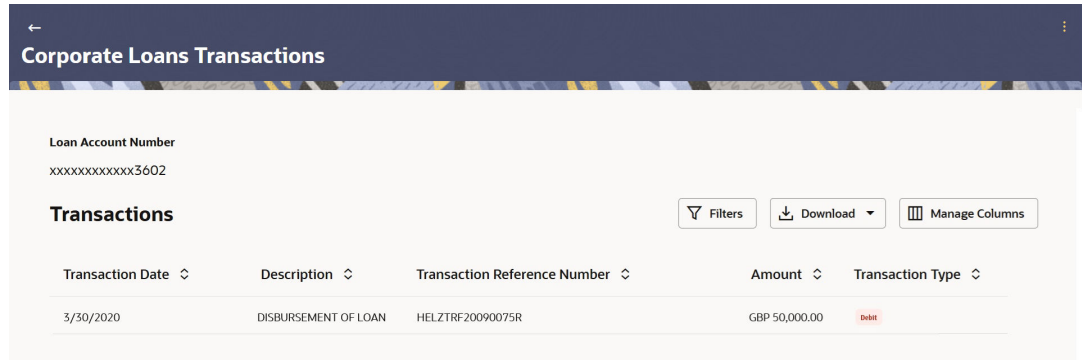 Corporate Loans Transactions
Loan Account Number
xxxxxxxxxxxx3602
Transactions
Filters Download Manage Columns
Transaction Date Description Transaction Reference Number Amount Transaction Type
3/30/2020 DISBURSEMENT OF LOAN HELZTRF20090075R GBP 50,000.00 Debit